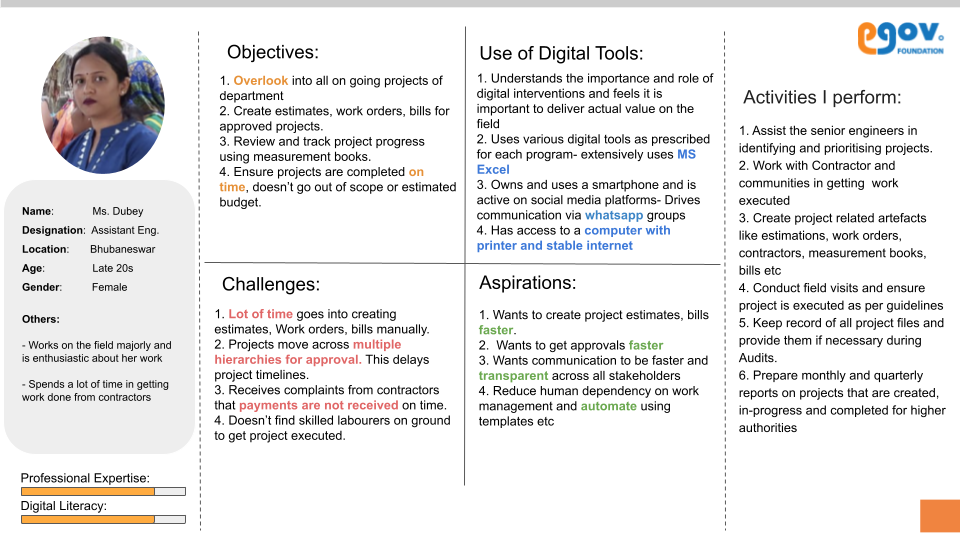 egov.
FOUNDATION
Name: Ms. Dubey
Designation: Assistant Eng.
Location: Bhubaneswar
Age: Late 20s
Gender: Female
Others:
- Works on the field majorly and
is enthusiastic about her work
- Spends a lot of time in getting
work done from contractors
Professional Expertise:
Digital Literacy:
Objectives:
1. Overlook into all on going projects of
department
2. Create estimates, work orders, bills for
approved projects.
3. Review and track project progress
using measurement books.
4. Ensure projects are completed on
time, doesn’t go out of scope or estimated
budget.
Use of Digital Tools:
1. Understands the importance and role of
digital interventions and feels it is
important to deliver actual value on the
field
2. Uses various digital tools as prescribed
for each program- extensively uses MS
Excel
3. Owns and uses a smartphone and is
active on social media platforms- Drives
communication via whatsapp groups
4. Has access to a computer with
printer and stable internet
Challenges:
1. Lot of time goes into creating
estimates, Work orders, bills manually.
2. Projects move across multiple
hierarchies for approval. This delays
project timelines.
3. Receives complaints from contractors
that payments are not received on time.
4. Doesn’t find skilled labourers on ground
to get project executed.
Aspirations:
1. Wants to create project estimates, bills
faster.
2. Wants to get approvals faster
3. Wants communication to be faster and
transparent across all stakeholders
4. Reduce human dependency on work
management and automate using
templates etc
Activities I perform:
1. Assist the senior engineers in
identifying and prioritising projects.
2. Work with Contractor and
communities in getting work
executed
3. Create project related artefacts
like estimations, work orders,
contractors, measurement books,
bills etc
4. Conduct field visits and ensure
project is executed as per guidelines
5. Keep record of all project files and
provide them if necessary during
Audits.
6. Prepare monthly and quarterly
reports on projects that are created,
in-progress and completed for higher
authorities